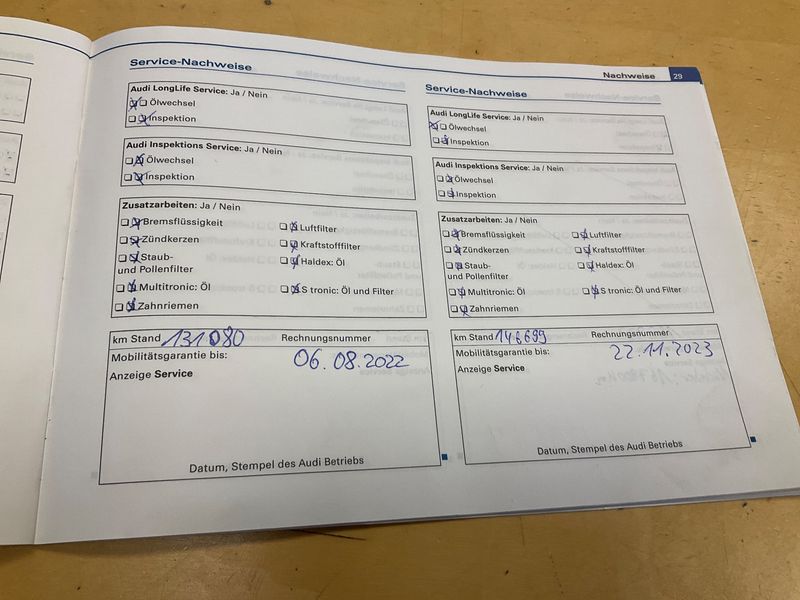 Nachweise 29
Service-Nachweise
Audi LongLife Service: Ja / Nein
Ölwechsel
Inspektion
Audi Inspektions Service: Ja / Nein
Ölwechsel
Inspektion
Zusatzarbeiten: Ja / Nein
Bremsflüssigkeit
Luftfilter
Zündkerzen
Kraftstofffilter
Staub-
und Pollenfilter
Haldex: Öl
Multitronic: Öl
S tronic: Öl und Filter
Zahnriemen
km Stand 131080 Rechnungsnummer
Mobilitätsgarantie bis: 06.08.2022
Anzeige Service
Datum, Stempel des Audi Betriebs
Service-Nachweise
Audi LongLife Service: Ja / Nein
Ölwechsel
Inspektion
Audi Inspektions Service: Ja / Nein
Ölwechsel
Inspektion
Zusatzarbeiten: Ja / Nein
Bremsflüssigkeit
Luftfilter
Zündkerzen
Kraftstofffilter
Staub-
und Pollenfilter
Haldex: Öl
Multitronic: Öl
S tronic: Öl und Filter
Zahnriemen
km Stand Rechnungsnummer
Mobilitätsgarantie bis: 22.11.2023
Anzeige Service
Datum, Stempel des Audi Betriebs